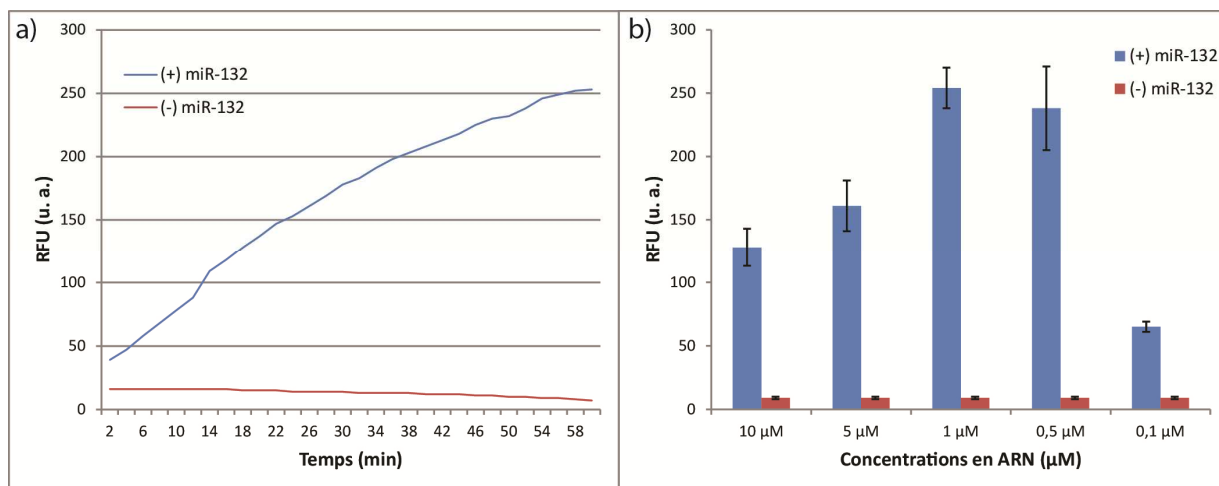 a)
300
250
200
150
100
50
0
RFU (u. a.)
(+) miR-132
(-) miR-132
2 6 10 14 18 22 26 30 34 38 42 46 50 54 58
Temps (min)
b)
300
250
200
150
100
50
0
RFU (u. a.)
(+) miR-132
(-) miR-132
10 μM 5 μM 1 μM 0,5 μM 0,1 μM
Concentrations en ARN (μM)